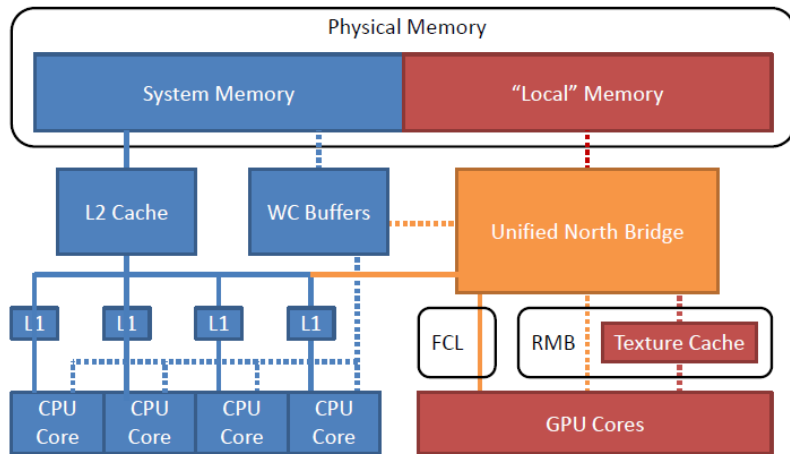 Physical Memory
System Memory
“Local” Memory
L2 Cache
WC Buffers
Unified North Bridge
L1
L1
L1
L1
FCL
RMB
Texture Cache
CPU
Core
CPU
Core
CPU
Core
CPU
Core
GPU Cores